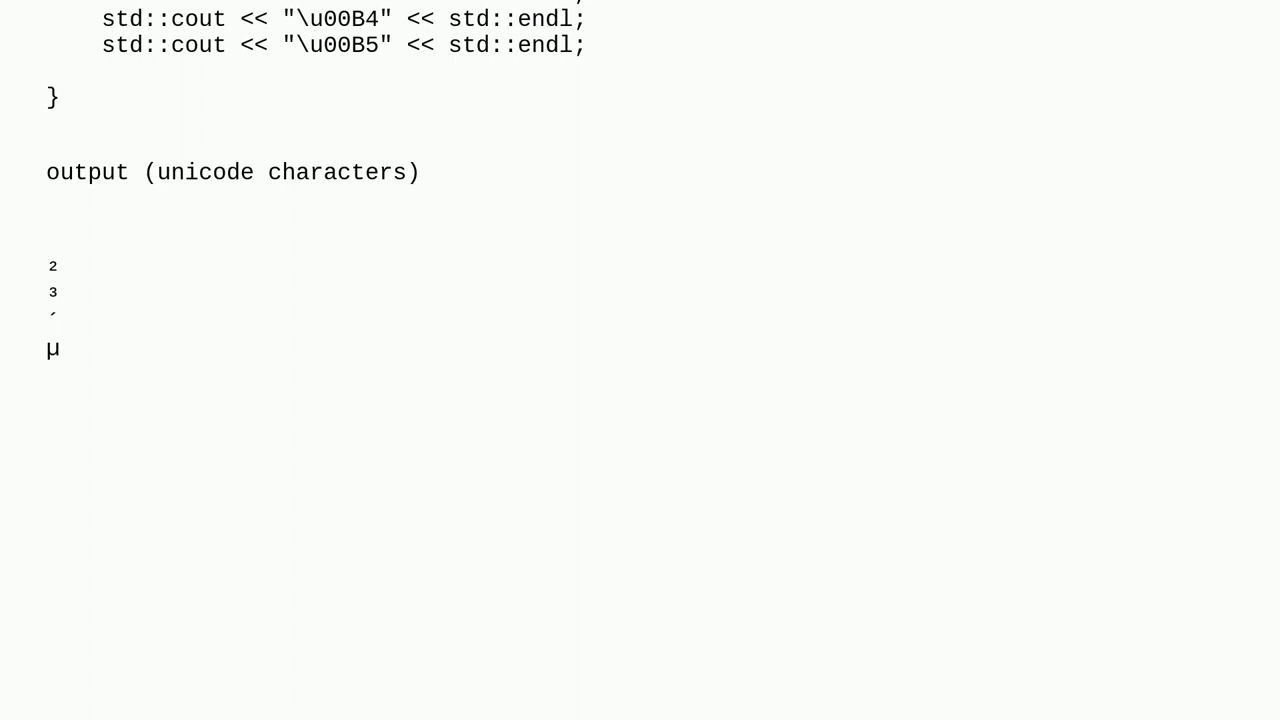 std::cout << "\u00B4" << std::endl;
std::cout << "\u00B5" << std::endl;
}
output (unicode characters)
²
³
´
µ